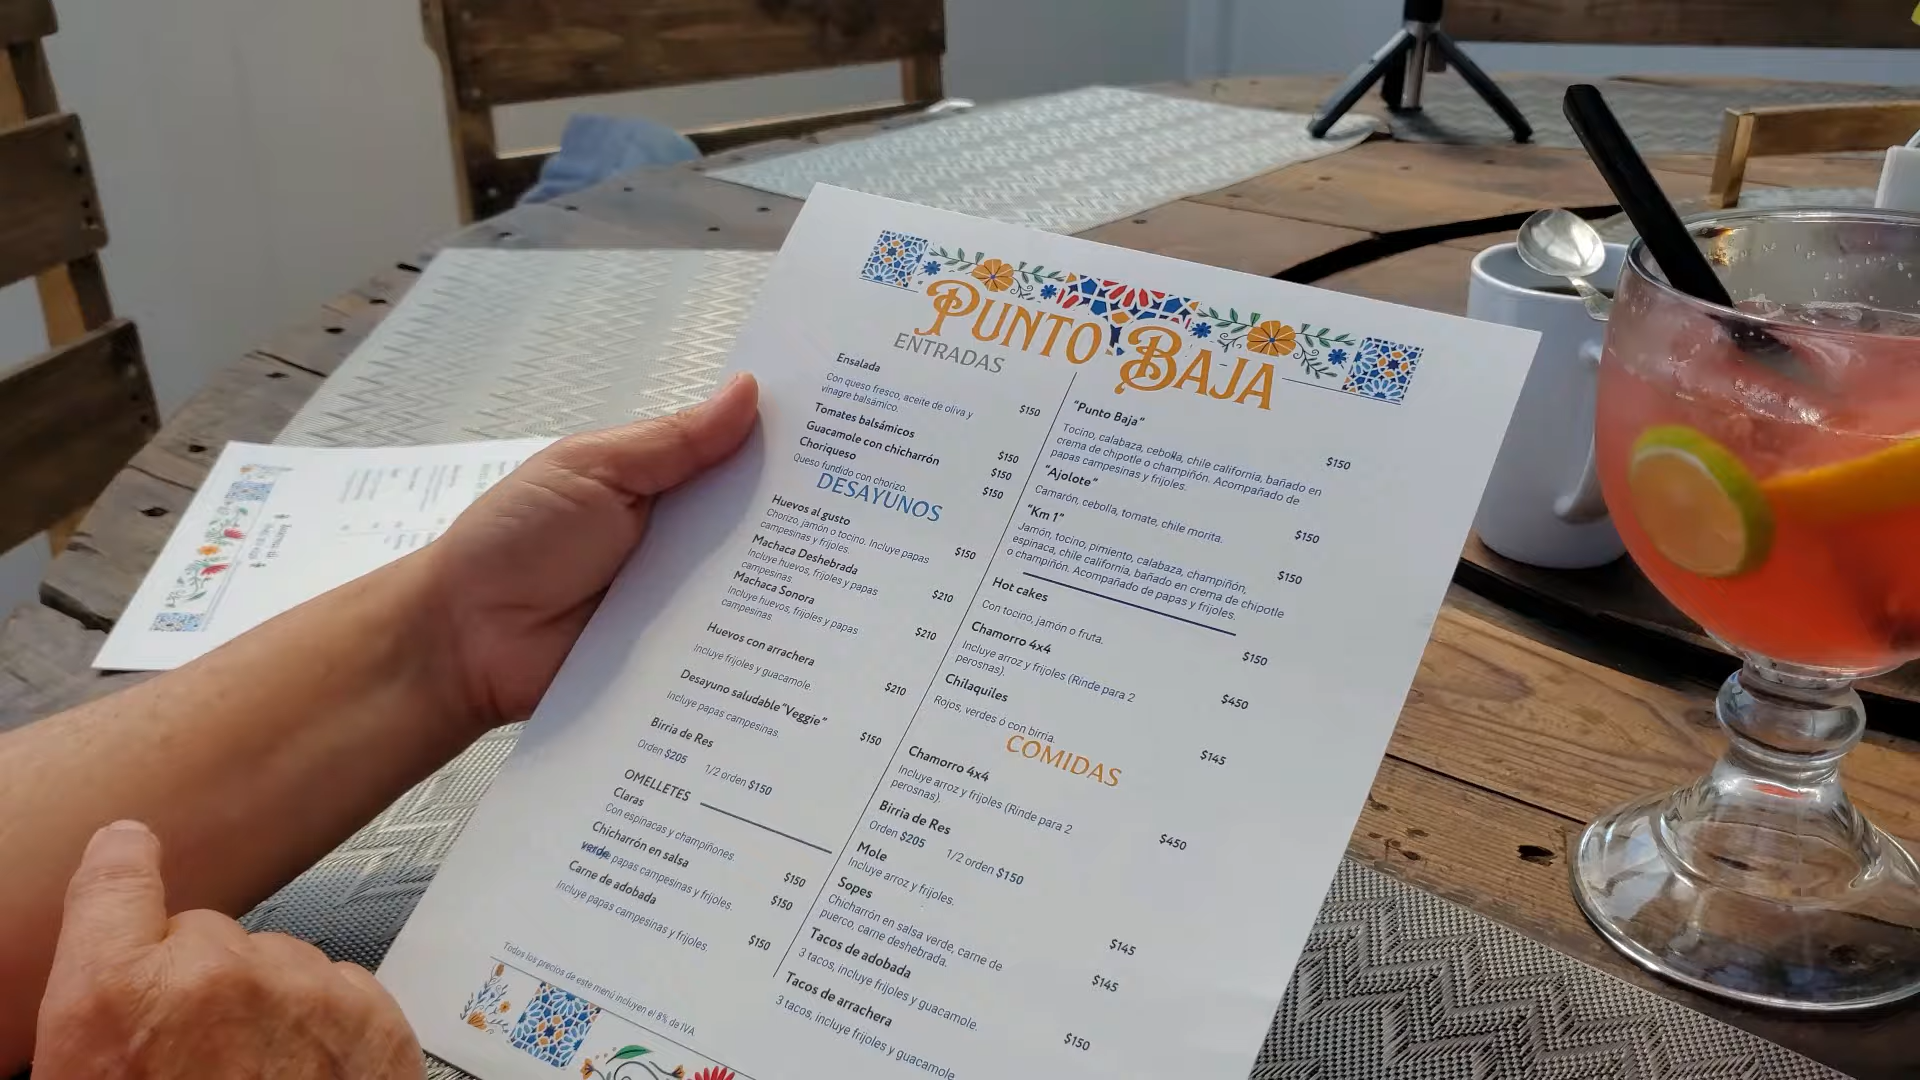 PUNTO BAJA
ENTRADAS
Ensalada
Con queso fresco, aceite de oliva y
vinagre balsámico.
$150
Tomates balsámicos
$150
Guacamole con chicharrón
$150
Choriqueso
Queso fundido con chorizo.
$150
DESAYUNOS
Huevos al gusto
Chorizo, jamón o tocino. Incluye papas
campesinas y frijoles.
$150
Machaca Deshebrada
Incluye huevos, frijoles y papas
campesinas
$210
Machaca Sonora
Incluye huevos, frijoles y papas
campesinas
$210
Huevos con arrachera
Incluye frijoles y guacamole.
$210
Desayuno saludable "Veggie"
Incluye papas campesinas.
$150
Birria de Res
Orden $205 1/2 orden $150
OMELLETES
Claras
Con espinacas y champiñones.
$150
Chicharrón en salsa
verde
papas campesinas y frijoles.
$150
Carne de adobada
Incluye papas campesinas y frijoles.
$150
Todos los precios de este menú incluyen el 8% de IVA
"Punto Baja"
Tocino, calabaza, cebolla, chile california, bañado en
crema de chipotle o champiñón. Acompañado de
papas campesinas y frijoles.
$150
"Ajolote"
Camarón, cebolla, tomate, chile morita.
$150
"Km 1"
Jamón, tocino, pimiento, calabaza, champiñón,
espinaca, chile california, bañado en crema de chipotle
o champiñón. Acompañado de papas y frijoles.
$150
Hot cakes
Con tocino, jamón o fruta.
$150
Chamorro 4x4
Incluye arroz y frijoles (Rinde para 2
perosnas).
$450
Chilaquiles
Rojos, verdes ó con birria.
$145
COMIDAS
Chamorro 4x4
Incluye arroz y frijoles (Rinde para 2
perosnas).
$450
Birria de Res
Orden $205 1/2 orden $150
Mole
Incluye arroz y frijoles.
$145
Sopes
Chicharrón en salsa verde, carne de
puerco, carne deshebrada.
$145
Tacos de adobada
3 tacos, incluye frijoles y guacamole.
$150
Tacos de arrachera
3 tacos, incluye frijoles y guacamole